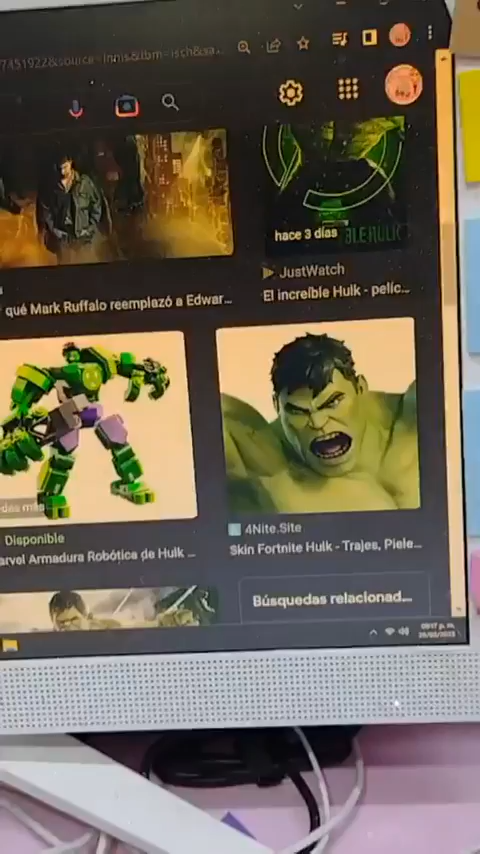 hace 3 días
JustWatch
qué Mark Ruffalo reemplazó a Edwar...
El increíble Hulk - pelíc...
Disponible
4Nite.Site
arvel Armadura Robótica de Hulk ...
Skin Fortnite Hulk - Trajes, Piele...
Búsquedas relacionad...